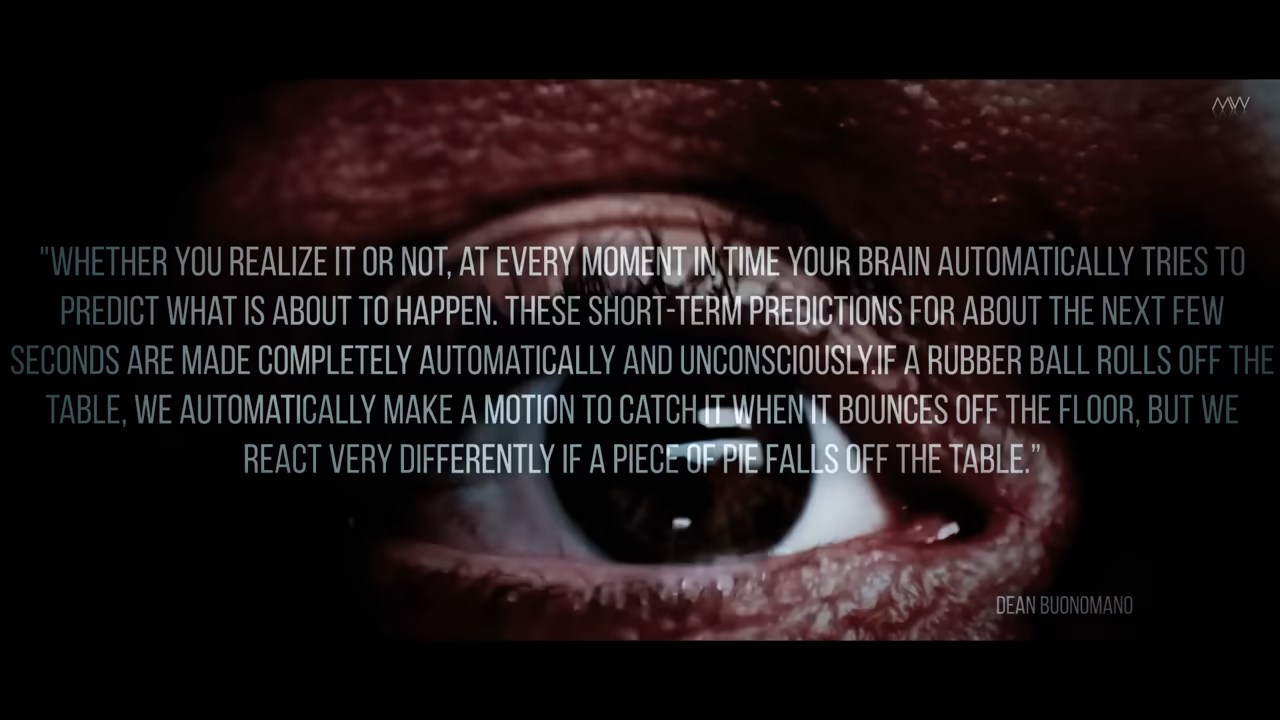 MW
"WHETHER YOU REALIZE IT OR NOT, AT EVERY MOMENT IN TIME YOUR BRAIN AUTOMATICALLY TRIES TO
PREDICT WHAT IS ABOUT TO HAPPEN. THESE SHORT-TERM PREDICTIONS FOR ABOUT THE NEXT FEW
SECONDS ARE MADE COMPLETELY AUTOMATICALLY AND UNCONSCIOUSLY.IF A RUBBER BALL ROLLS OFF THE
TABLE, WE AUTOMATICALLY MAKE A MOTION TO CATCH IT WHEN IT BOUNCES OFF THE FLOOR, BUT WE
REACT VERY DIFFERENTLY IF A PIECE OF PIE FALLS OFF THE TABLE.”
DEAN BUONOMANO